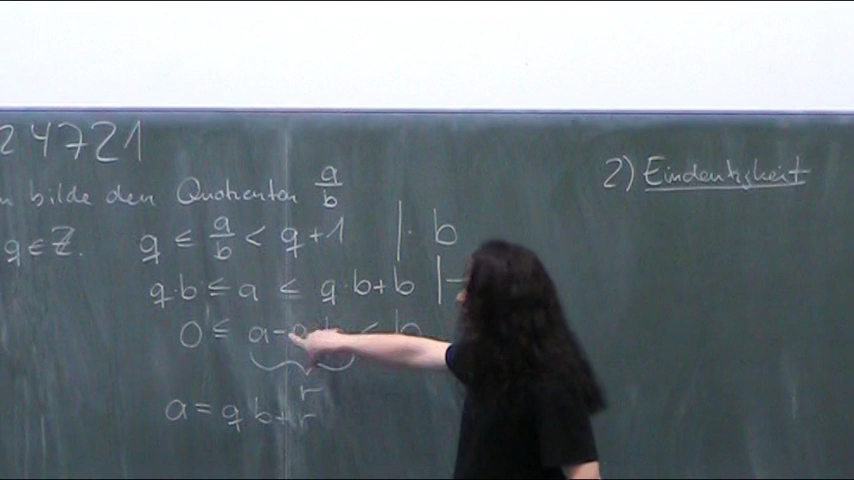 24721
bilde den Quotienten a/b
q ∈ ℤ. q ≤ a/b < q+1 | · b
q·b ≤ a ≤ q·b+b | -
0 ≤ a-
r
a = q·b+r
2) Eindeutigkeit